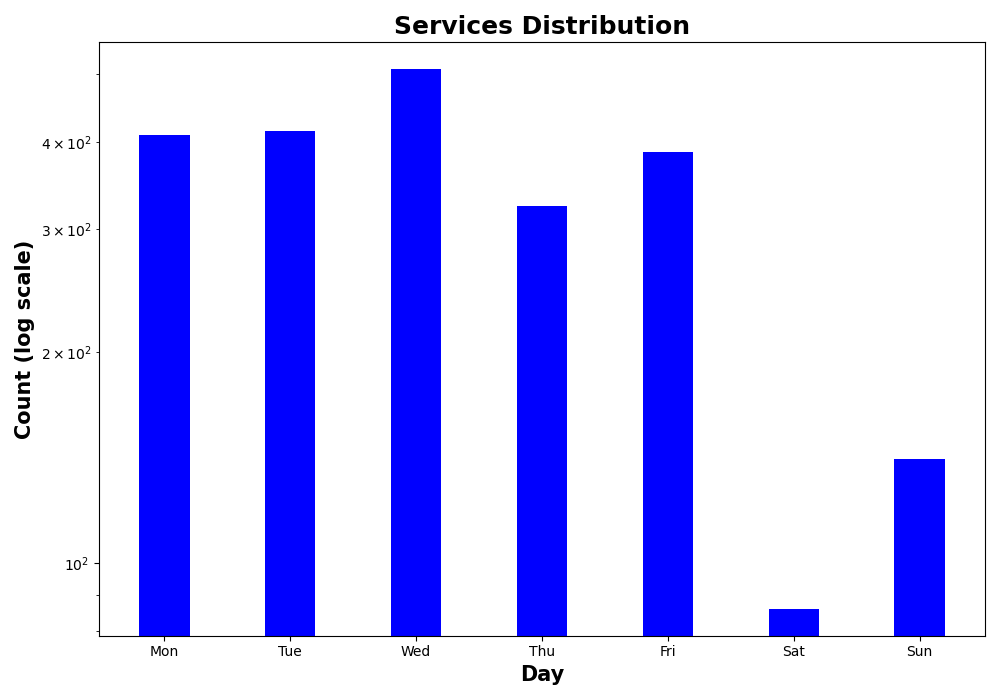 Services Distribution
Count (log scale)
4 × 10²
3 × 10²
2 × 10²
10²
Mon Tue Wed Thu Fri Sat Sun
Day